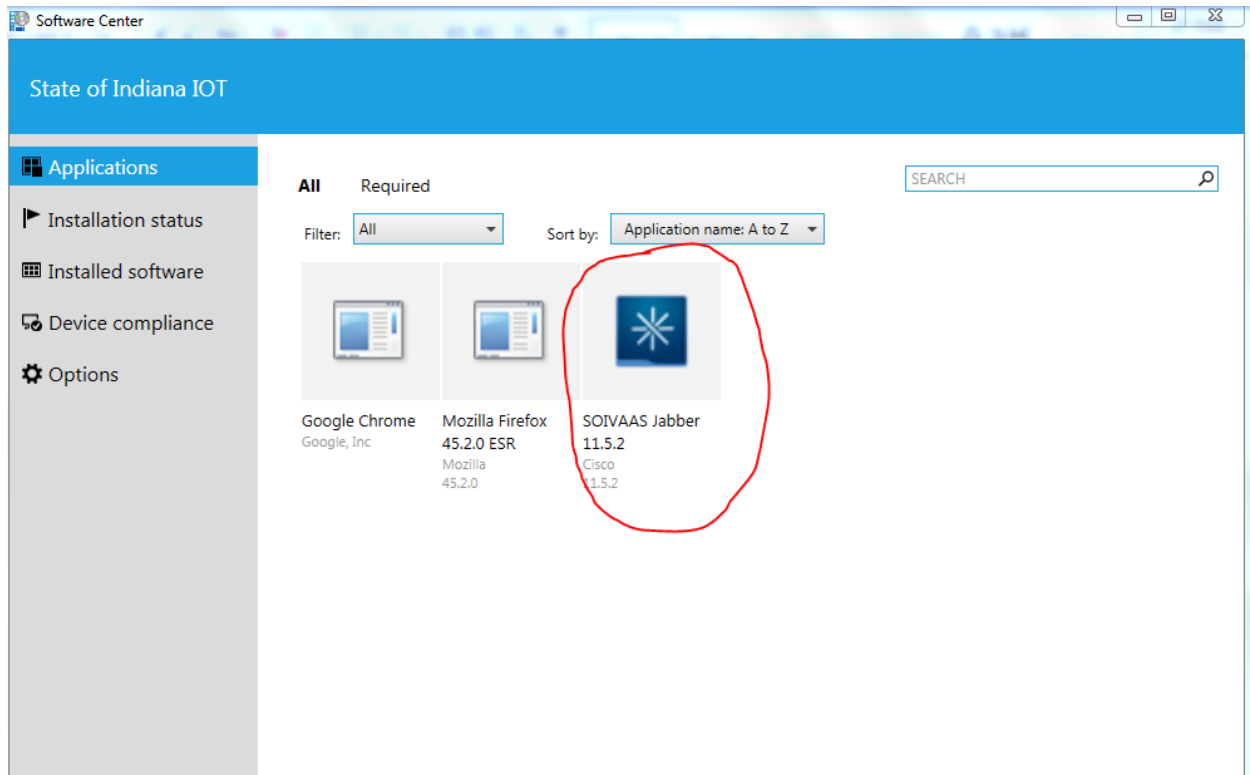 Software Center
State of Indiana IOT
Applications
Installation status
Installed software
Device compliance
Options
All Required
SEARCH
Filter: All Sort by: Application name: A to Z
Google Chrome
Google, Inc
Mozilla Firefox
45.2.0 ESR
Mozilla
45.2.0
SOIVAAS Jabber
11.5.2
Cisco
11.5.2